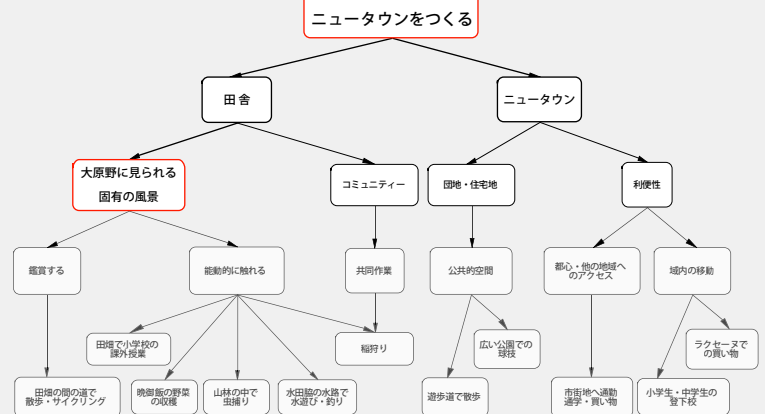 ニュータウンをつくる
田舎
ニュータウン
大原野に見られる
固有の風景
コミュニティー
団地・住宅地
利便性
鑑賞する
能動的に触れる
共同作業
公共的空間
都心・他の地域へ
のアクセス
域内の移動
田畑で小学校の
課外授業
稲狩り
広い公園での
球技
ラクセーヌで
の買い物
田畑の間の道で
散歩・サイクリング
晩御飯の野菜
の収穫
山林の中で
虫捕り
水田脇の水路で
水遊び・釣り
遊歩道で散歩
市街地へ通勤
通学・買い物
小学生・中学生の
登下校